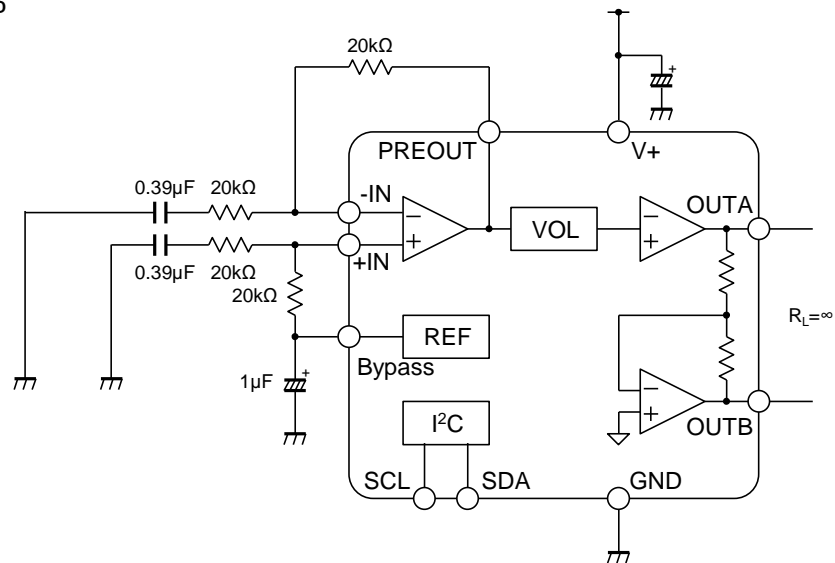 20kΩ
+
PREOUT
V+
0.39μF
20kΩ
-IN
−
+
VOL
−
+
OUTA
+IN
0.39μF
20kΩ
20kΩ
REF
R_L=∞
Bypass
1μF
+
−
+
OUTB
I²C
SCL
SDA
GND